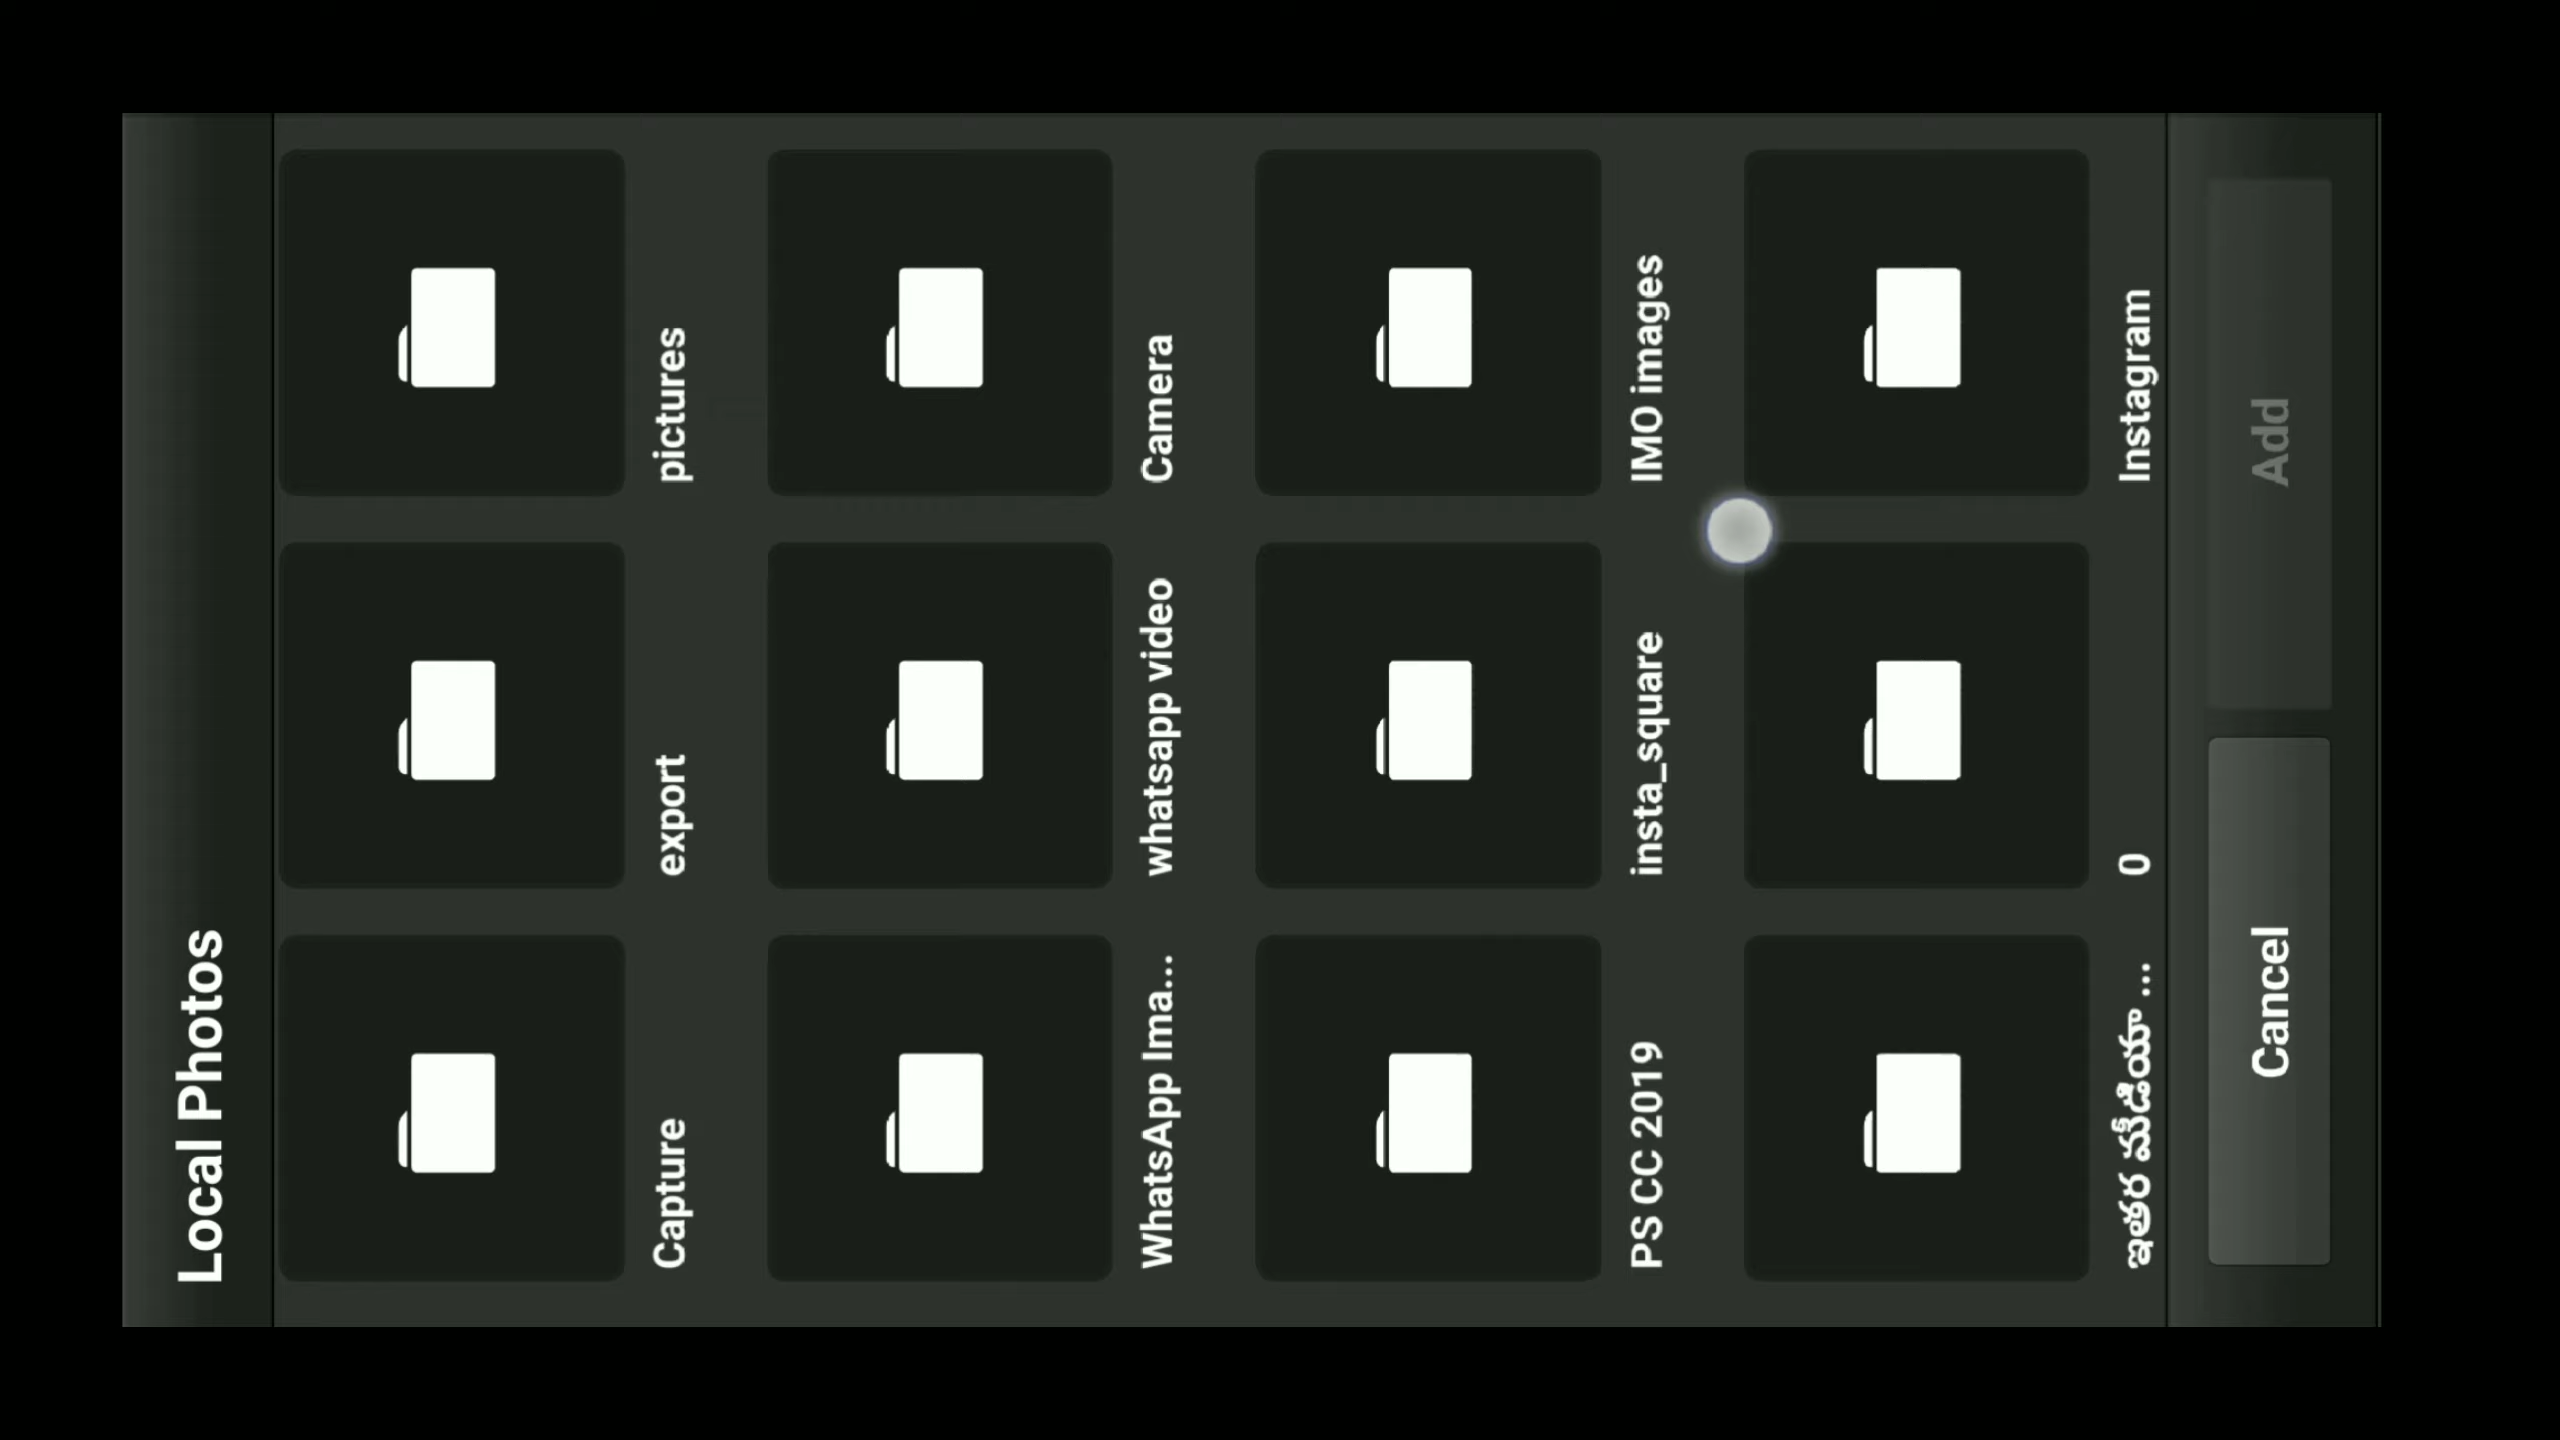 Local Photos
Capture
export
pictures
WhatsApp Ima...
whatsapp video
Camera
PS CC 2019
insta_square
IMO images
ఇతర మీడియా ...
0
Instagram
Cancel
Add